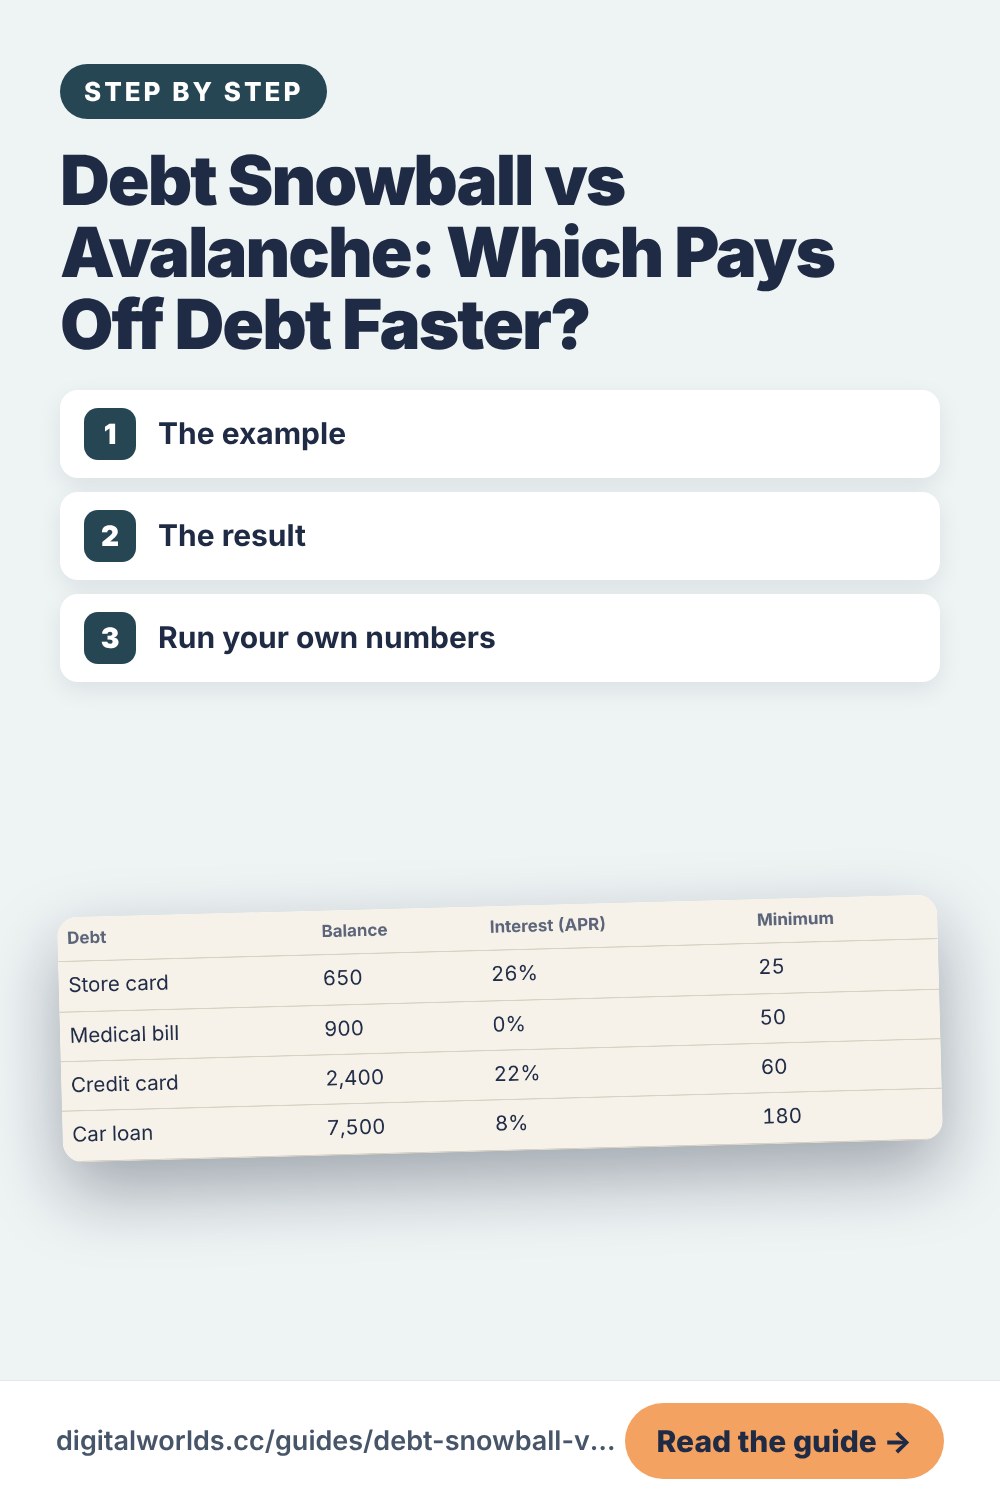 STEP BY STEP
Debt Snowball vs
Avalanche: Which Pays
Off Debt Faster?
1 The example
2 The result
3 Run your own numbers
Debt Balance Interest (APR) Minimum
Store card 650 26% 25
Medical bill 900 0% 50
Credit card 2,400 22% 60
Car loan 7,500 8% 180
digitalworlds.cc/guides/debt-snowball-v... Read the guide →